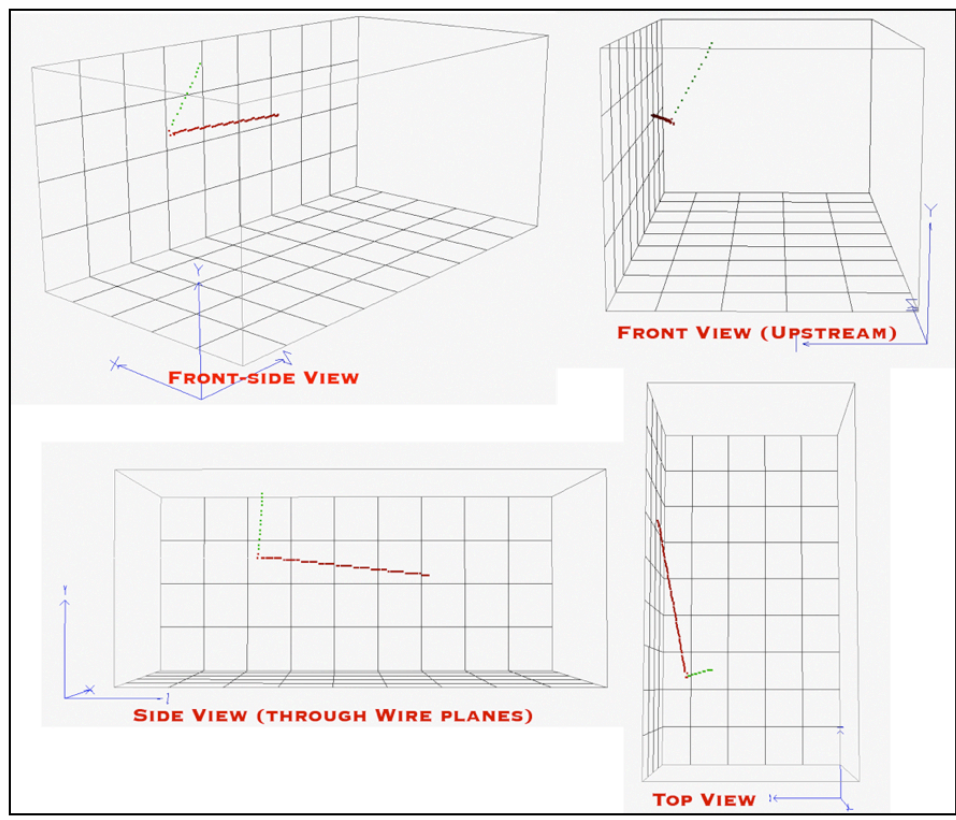 Y
X
Z
FRONT-SIDE VIEW
Y
FRONT VIEW (UPSTREAM)
Y
X
SIDE VIEW (THROUGH WIRE PLANES)
TOP VIEW